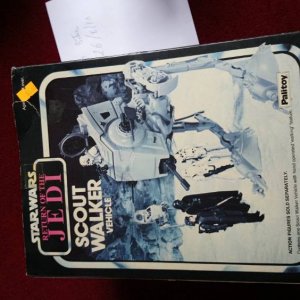 STAR WARS
RETURN OF THE
JEDI
SCOUT
WALKER
VEHICLE
Palitoy
ACTION FIGURES SOLD SEPARATELY.